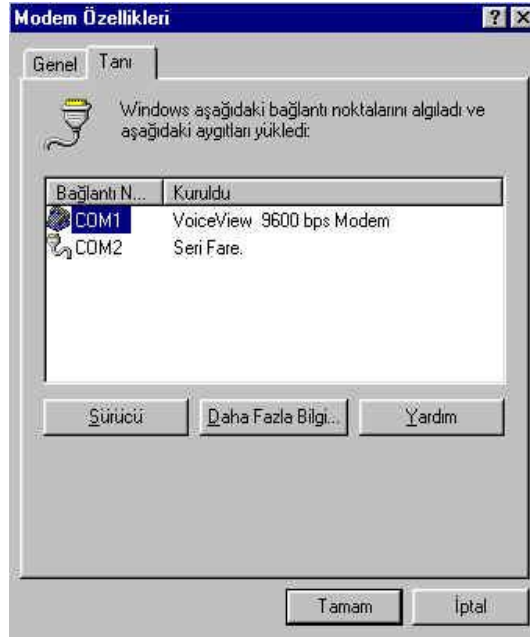 Modem Özellikleri
Genel Tanı
Windows aşağıdaki bağlantı noktalarını algıladı ve
aşağıdaki aygıtları yükledi:
Bağlantı N... Kuruldu
COM1 VoiceView 9600 bps Modem
COM2 Seri Fare.
Sürücü Daha Fazla Bilgi... Yardım
Tamam İptal